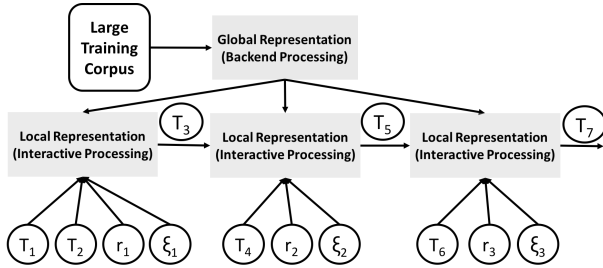 Large
Training
Corpus
Global Representation
(Backend Processing)
Local Representation
(Interactive Processing)
T₃
Local Representation
(Interactive Processing)
T₅
Local Representation
(Interactive Processing)
T₇
T₁ T₂ r₁ ξ₁
T₄ r₂ ξ₂
T₆ r₃ ξ₃